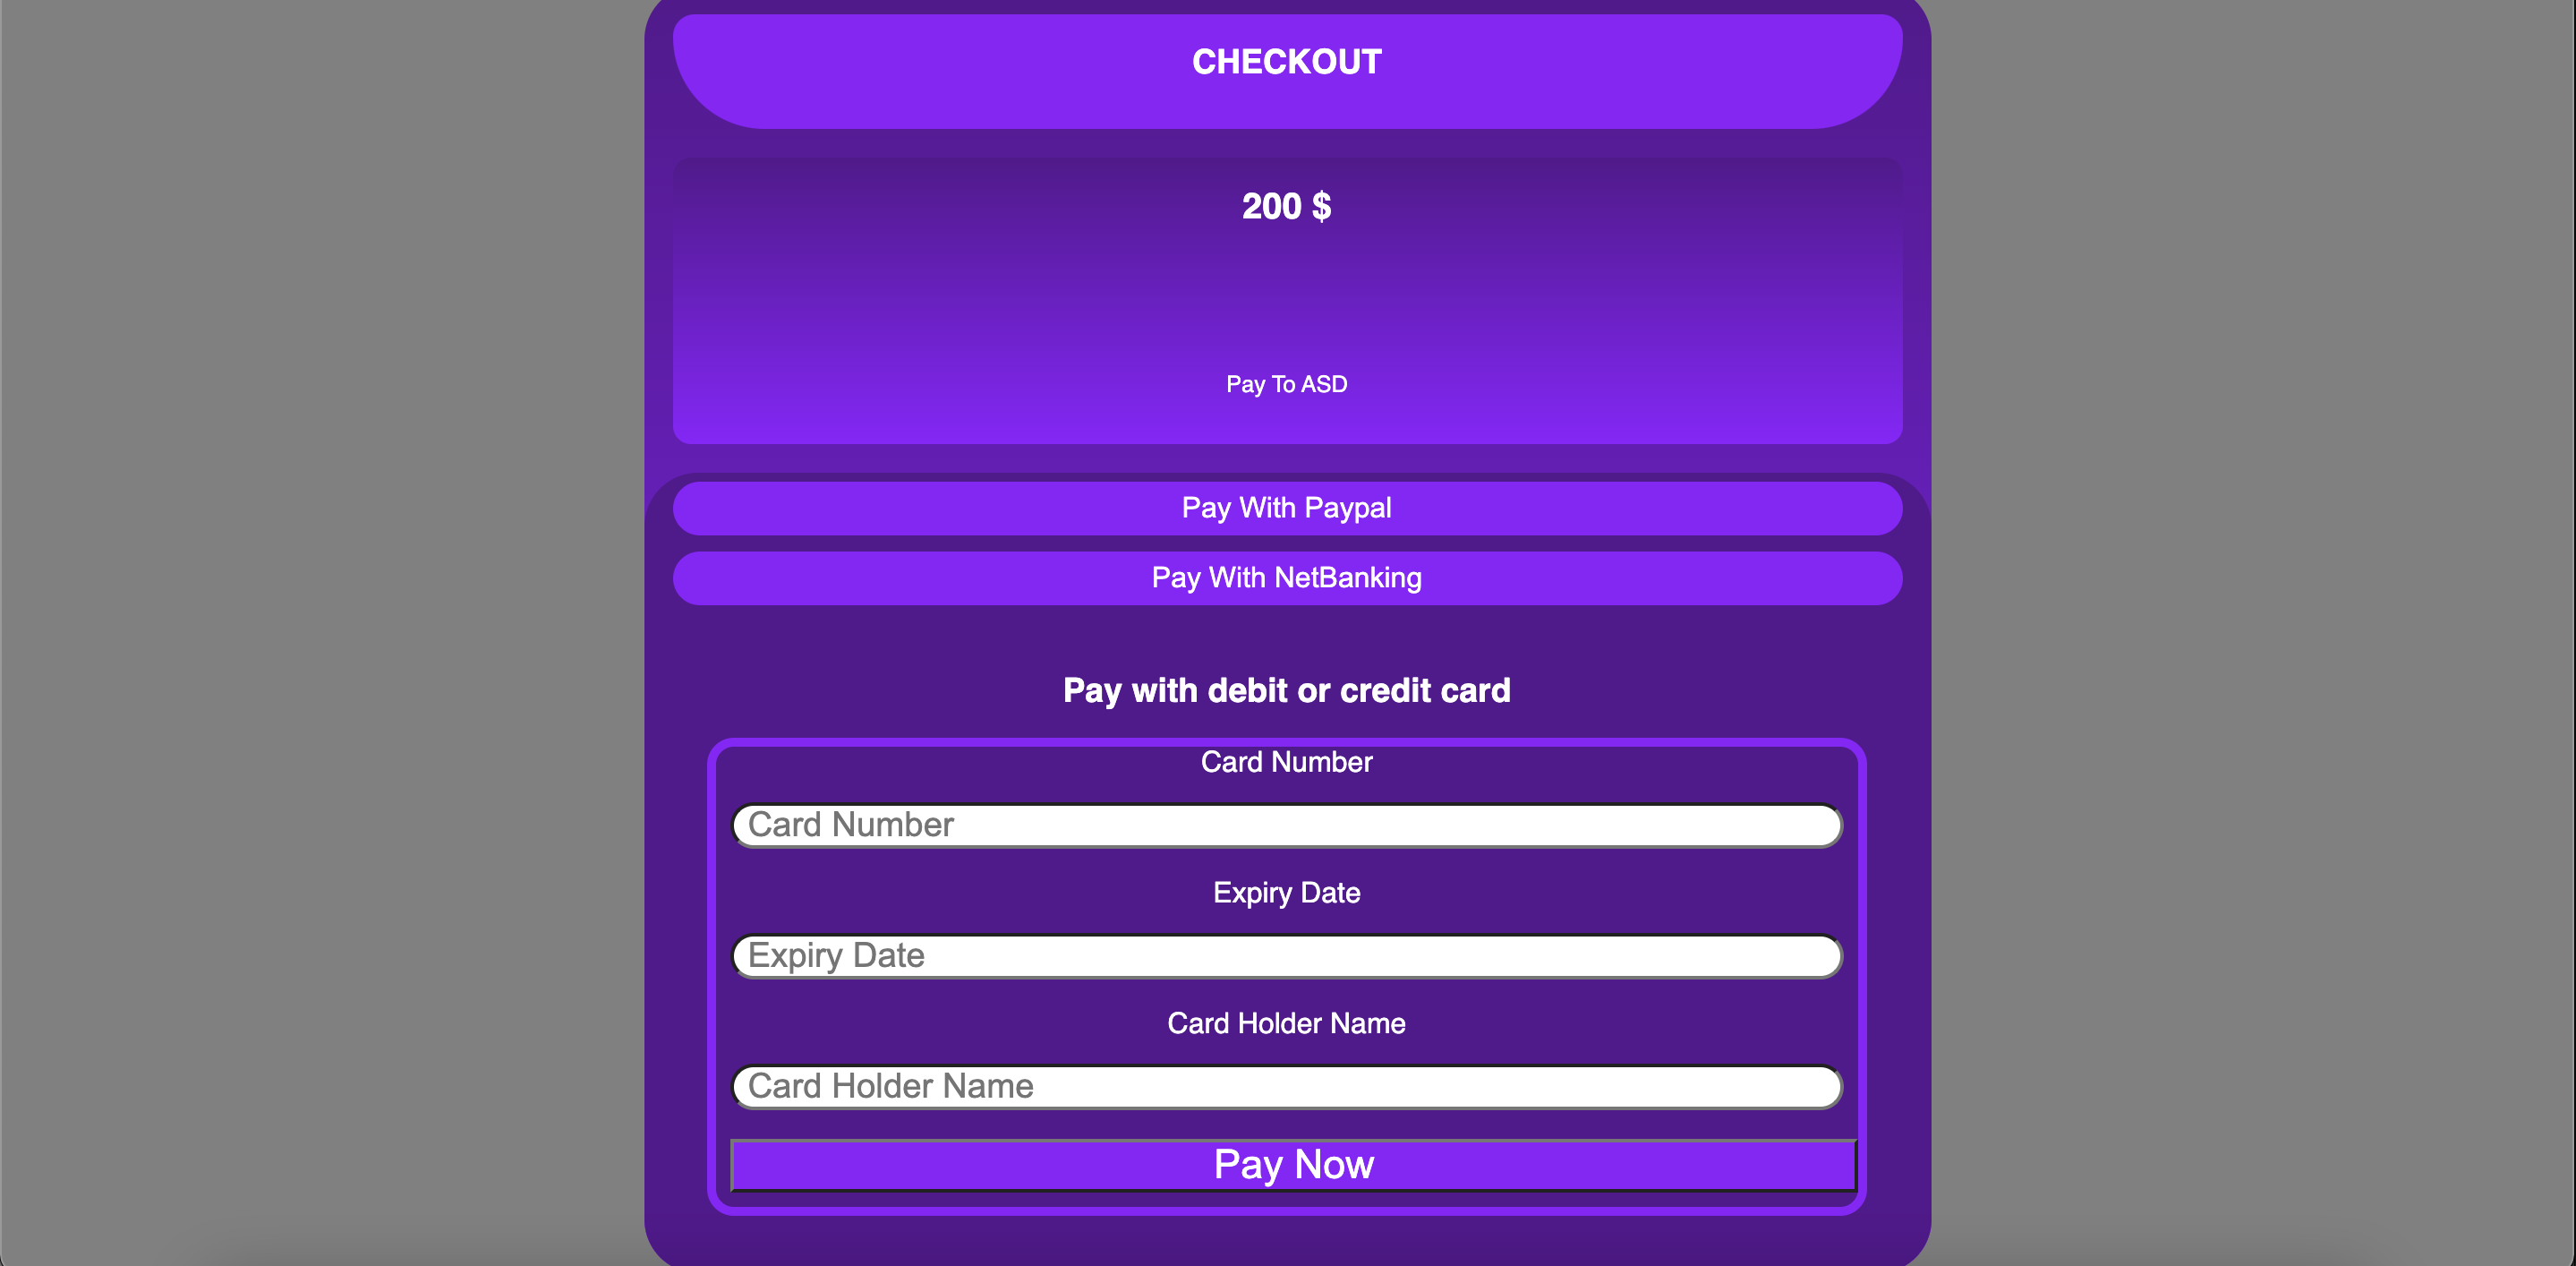 CHECKOUT
200 $
Pay To ASD
Pay With Paypal
Pay With NetBanking
Pay with debit or credit card
Card Number
Card Number
Expiry Date
Expiry Date
Card Holder Name
Card Holder Name
Pay Now